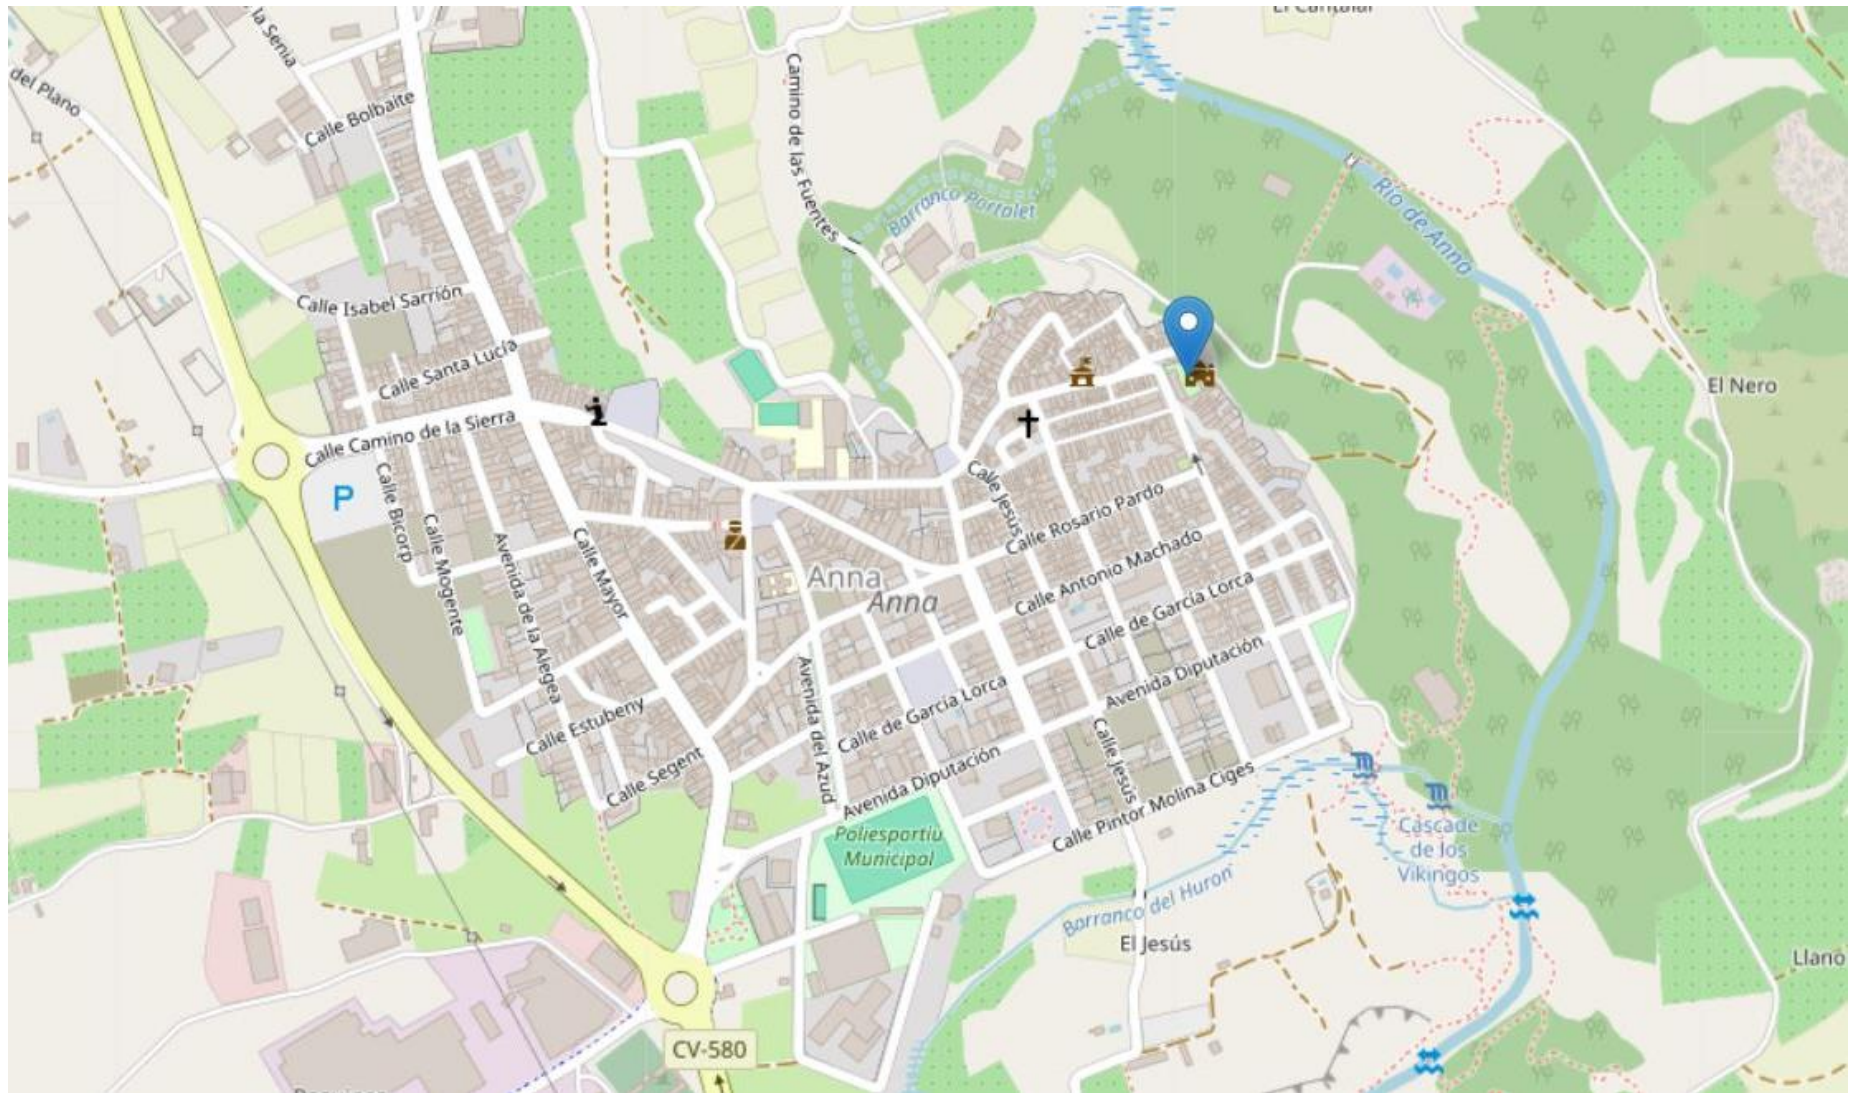 la Senia
El Cantalar
del Plano
Calle Bolbaite
Camino de las Fuentes
Barranco Portalet
Río de Anna
Calle Isabel Sarrión
Calle Santa Lucía
El Nero
Calle Camino de la Sierra
P
Calle Bicorp
Calle Mogente
Avenida de la Alegea
Calle Mayor
Calle Jesús
Calle Rosario Pardo
Calle Antonio Machado
Calle de García Lorca
Anna
Anna
Avenida Diputación
Calle Estubeny
Calle Segent
Avenida del Azud
Calle de García Lorca
Avenida Diputación
Calle Jesús
Calle Pintor Molina Ciges
Poliesportiu
Municipal
Cascade
de los
Vikingos
Barranco del Huron
El Jesús
Llano
CV-580